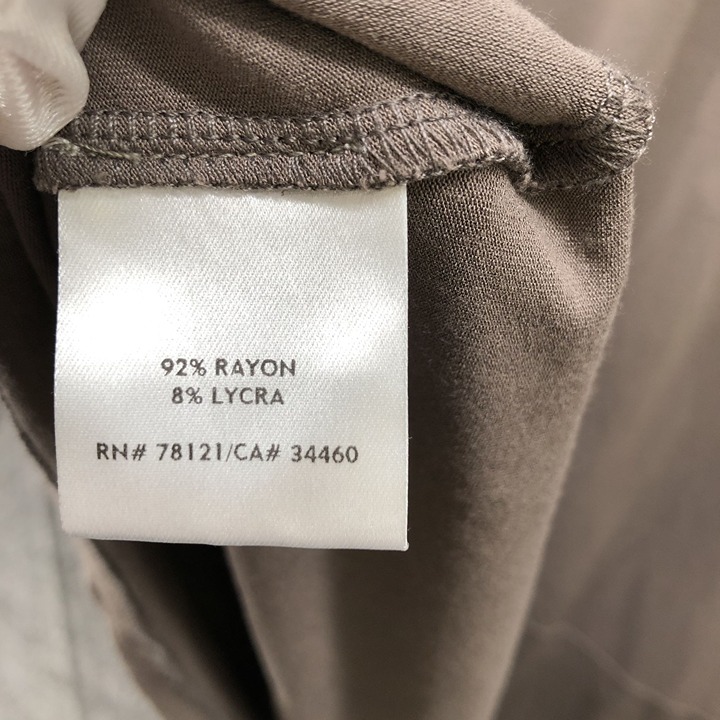 92% RAYON
8% LYCRA
RN# 78121/CA# 34460